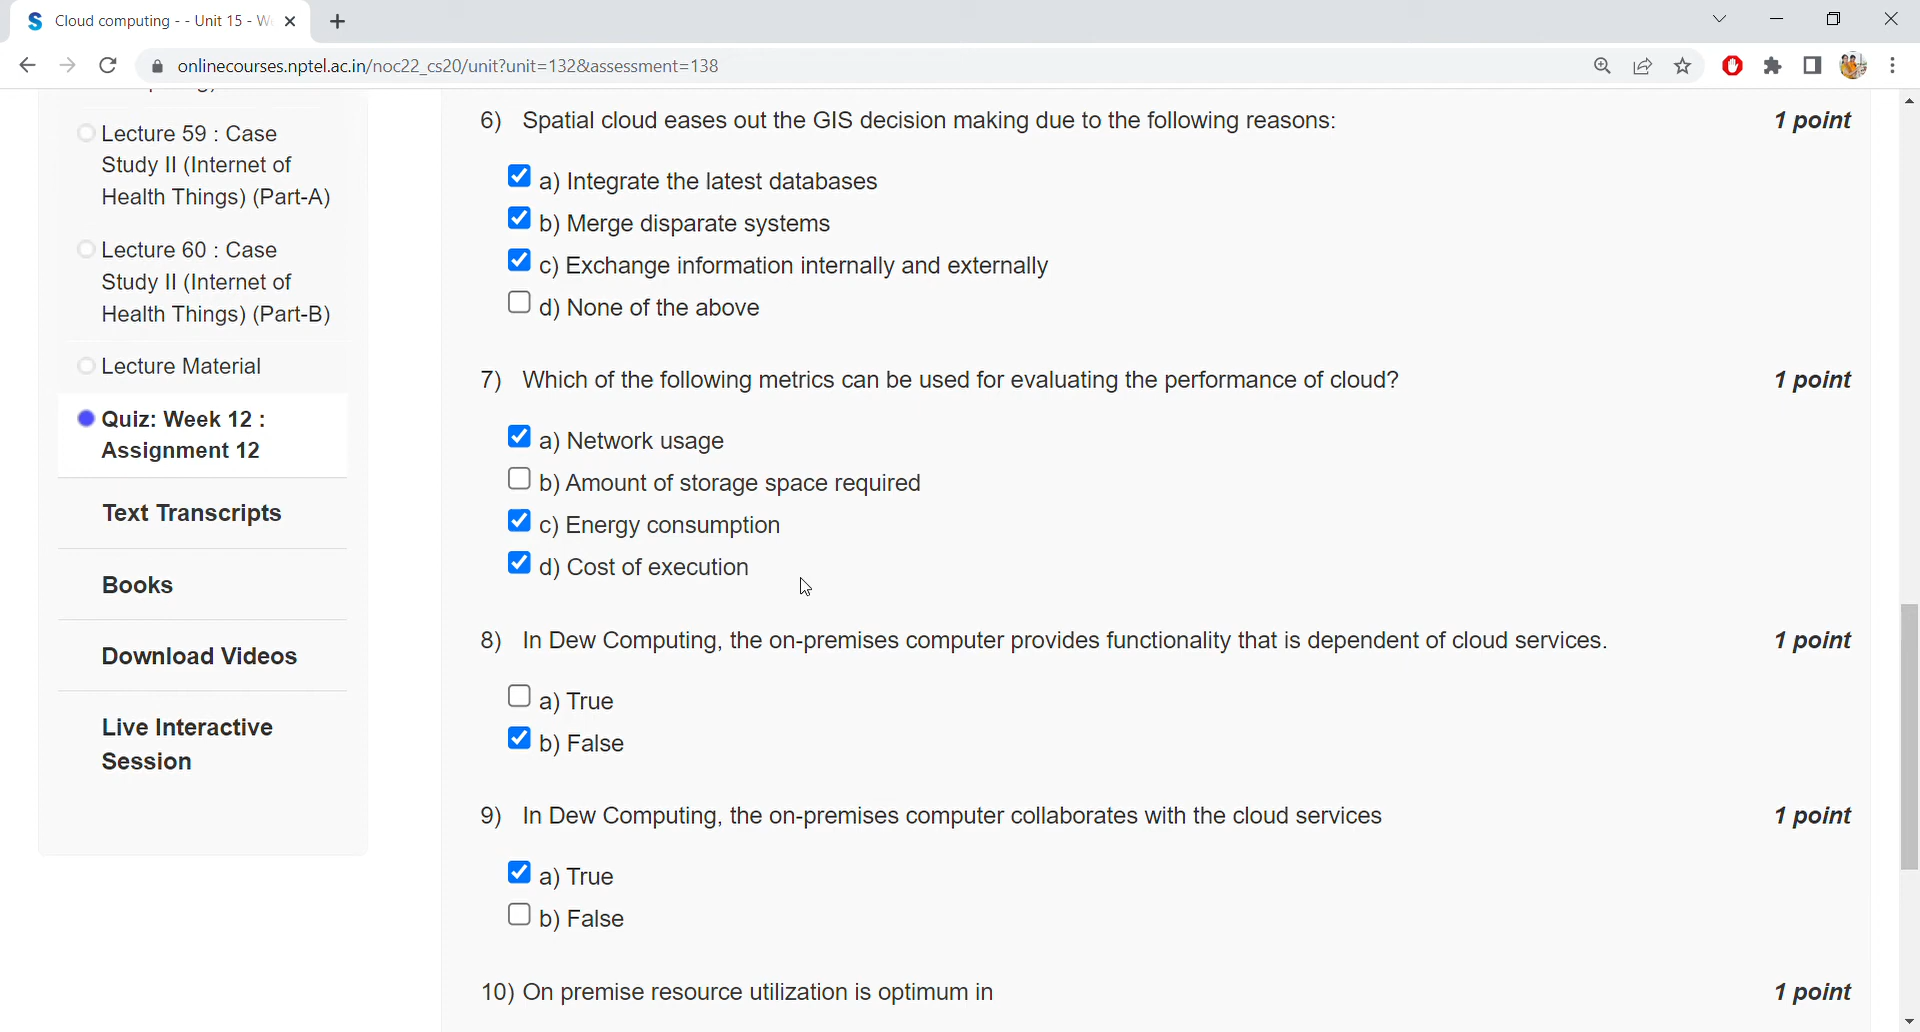 Cloud computing - - Unit 15 - W
onlinecourses.nptel.ac.in/noc22_cs20/unit?unit=132&assessment=138
Lecture 59 : Case
Study II (Internet of
Health Things) (Part-A)
Lecture 60 : Case
Study II (Internet of
Health Things) (Part-B)
Lecture Material
Quiz: Week 12 :
Assignment 12
Text Transcripts
Books
Download Videos
Live Interactive
Session
6) Spatial cloud eases out the GIS decision making due to the following reasons: 1 point
a) Integrate the latest databases
b) Merge disparate systems
c) Exchange information internally and externally
d) None of the above
7) Which of the following metrics can be used for evaluating the performance of cloud? 1 point
a) Network usage
b) Amount of storage space required
c) Energy consumption
d) Cost of execution
8) In Dew Computing, the on-premises computer provides functionality that is dependent of cloud services. 1 point
a) True
b) False
9) In Dew Computing, the on-premises computer collaborates with the cloud services 1 point
a) True
b) False
10) On premise resource utilization is optimum in 1 point